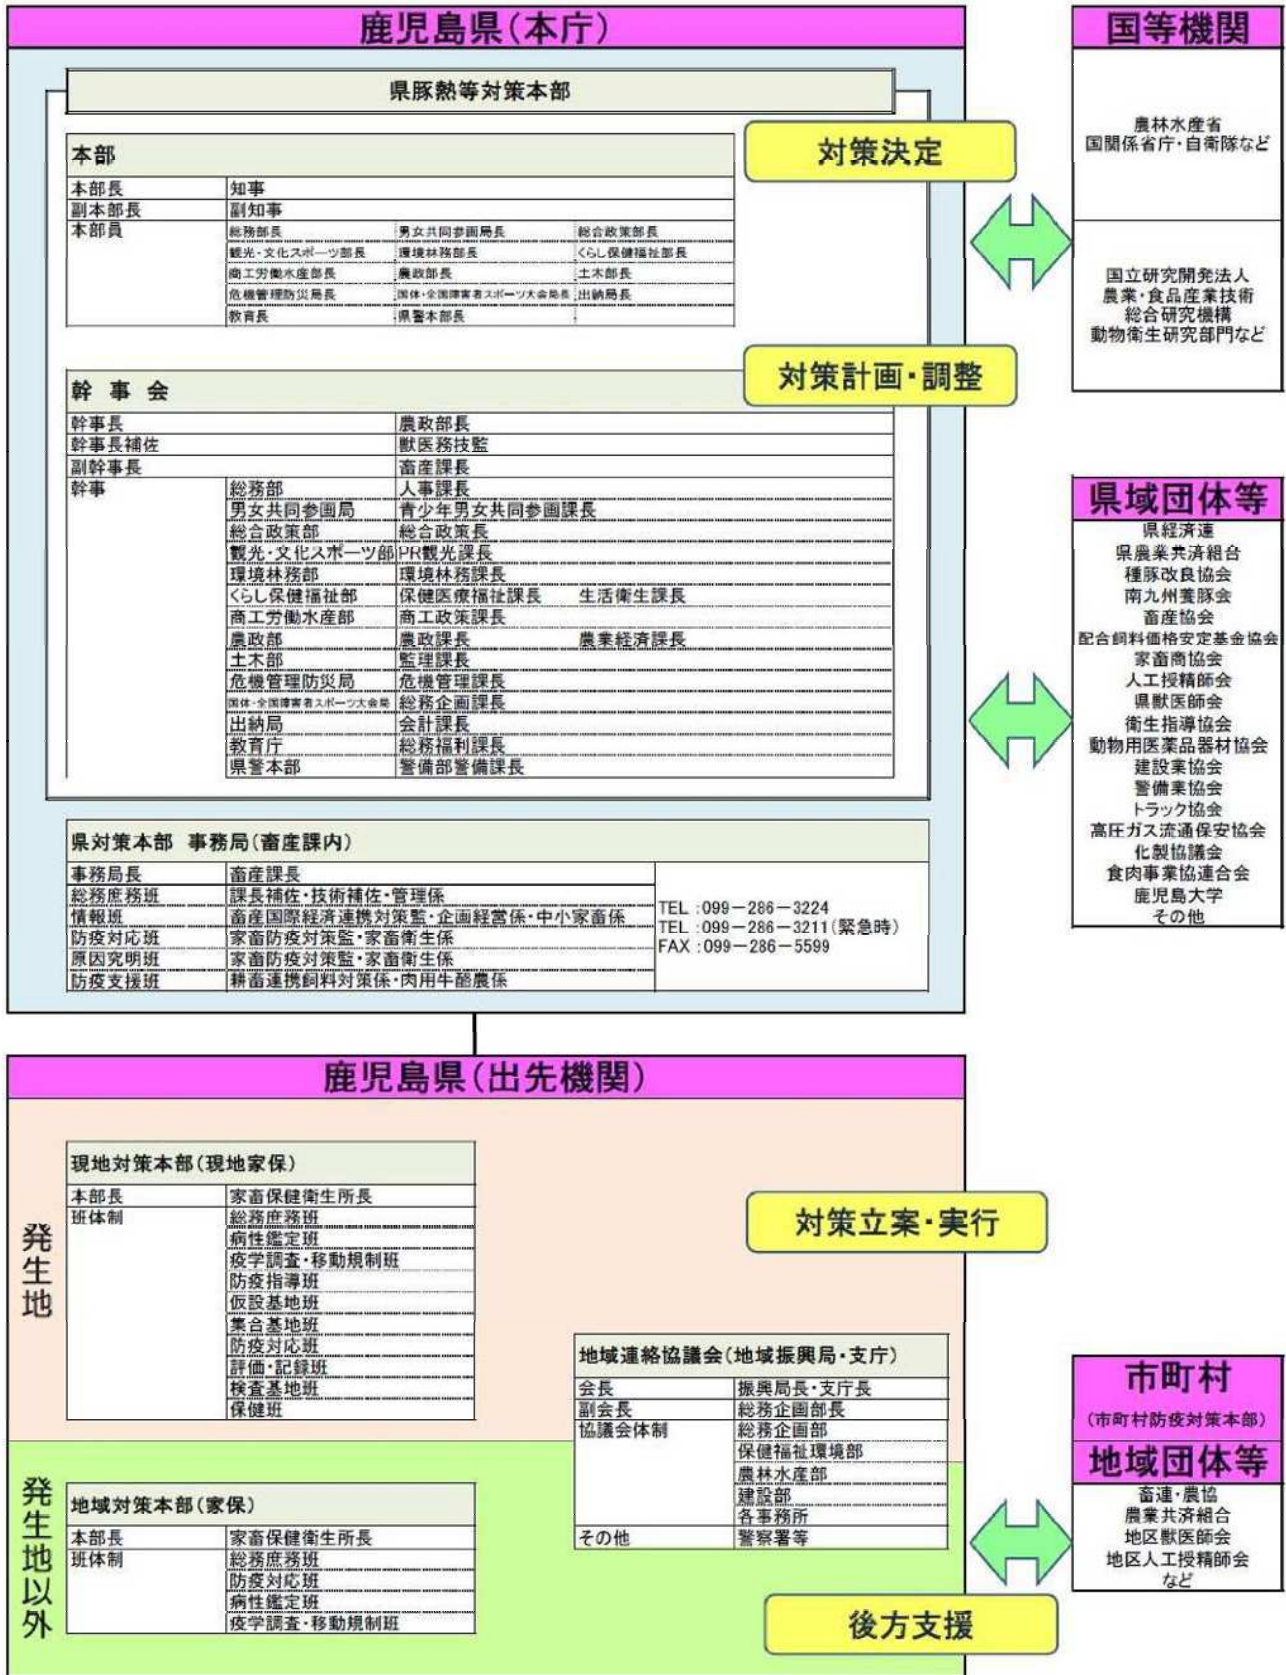 鹿児島県(本庁)
県豚熱等対策本部
対策決定
本部
本部長 知事
副本部長 副知事
本部員 総務部長 男女共同参画局長 総合政策部長
観光・文化スポーツ部長 環境林務部長 くらし保健福祉部長
商工労働水産部長 農政部長 土木部長
危機管理防災局長 国体・全国障害者スポーツ大会局長 出納局長
教育長 県警本部長
対策計画・調整
幹 事 会
幹事長 農政部長
幹事長補佐 獣医務技監
副幹事長 畜産課長
幹事 総務部 人事課長
男女共同参画局 青少年男女共同参画課長
総合政策部 総合政策長
観光・文化スポーツ部 PR観光課長
環境林務部 環境林務課長
くらし保健福祉部 保健医療福祉課長 生活衛生課長
商工労働水産部 商工政策課長
農政部 農政課長 農業経済課長
土木部 監理課長
危機管理防災局 危機管理課長
国体・全国障害者スポーツ大会局 総務企画課長
出納局 会計課長
教育庁 総務福利課長
県警本部 警備部警備課長
県対策本部 事務局(畜産課内)
事務局長 畜産課長
総務庶務班 課長補佐・技術補佐・管理係
情報班 畜産国際経済連携対策監・企画経営係・中小家畜係
防疫対応班 家畜防疫対策監・家畜衛生係
原因究明班 家畜防疫対策監・家畜衛生係
防疫支援班 耕畜連携飼料対策係・肉用牛酪農係
TEL :099-286-3224
TEL :099-286-3211(緊急時)
FAX :099-286-5599
国等機関
農林水産省
国関係省庁・自衛隊など
国立研究開発法人
農業・食品産業技術
総合研究機構
動物衛生研究部門など
県域団体等
県経済連
県農業共済組合
種豚改良協会
南九州養豚会
畜産協会
配合飼料価格安定基金協会
家畜商協会
人工授精師会
県獣医師会
衛生指導協会
動物用医薬品器材協会
建設業協会
警備業協会
トラック協会
高圧ガス流通保安協会
化製協議会
食肉事業協連合会
鹿児島大学
その他
鹿児島県(出先機関)
発生地
現地対策本部(現地家保)
本部長 家畜保健衛生所長
班体制 総務庶務班
病性鑑定班
疫学調査・移動規制班
防疫指導班
仮設基地班
集合基地班
防疫対応班
評価・記録班
検査基地班
保健班
対策立案・実行
地域連絡協議会(地域振興局・支庁)
会長 振興局長・支庁長
副会長 総務企画部長
協議会体制 総務企画部
保健福祉環境部
農林水産部
建設部
各事務所
その他 警察署等
発生地以外
地域対策本部(家保)
本部長 家畜保健衛生所長
班体制 総務庶務班
防疫対応班
病性鑑定班
疫学調査・移動規制班
後方支援
市町村
(市町村防疫対策本部)
地域団体等
畜連・農協
農業共済組合
地区獣医師会
地区人工授精師会
など